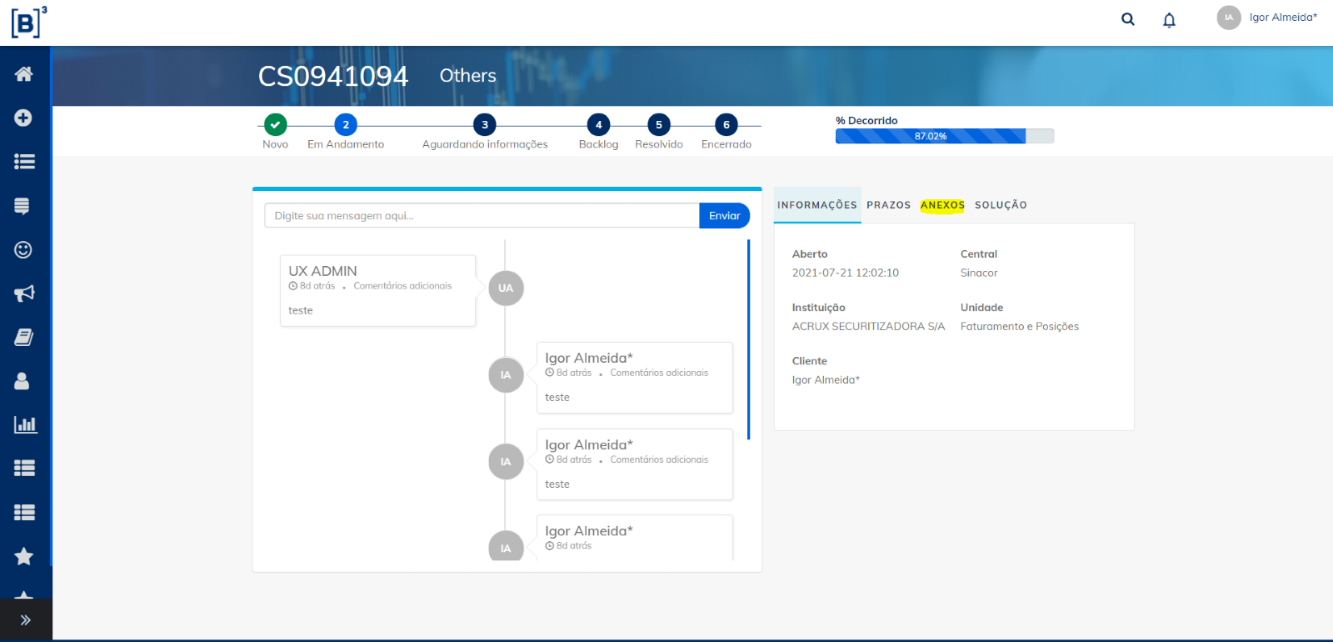 [B]³
IA Igor Almeida*
CS0941094 Others
2 3 4 5 6
Novo Em Andamento Aguardando informações Backlog Resolvido Encerrado
% Decorrido
87.02%
Digite sua mensagem aqui...
Enviar
UX ADMIN
8d atrás • Comentários adicionais
teste
UA
Igor Almeida*
8d atrás • Comentários adicionais
teste
IA
Igor Almeida*
8d atrás • Comentários adicionais
teste
IA
Igor Almeida*
8d atrás
IA
INFORMAÇÕES PRAZOS ANEXOS SOLUÇÃO
Aberto
2021-07-21 12:02:10
Central
Sinacor
Instituição
ACRUX SECURITIZADORA S/A
Unidade
Faturamento e Posições
Cliente
Igor Almeida*